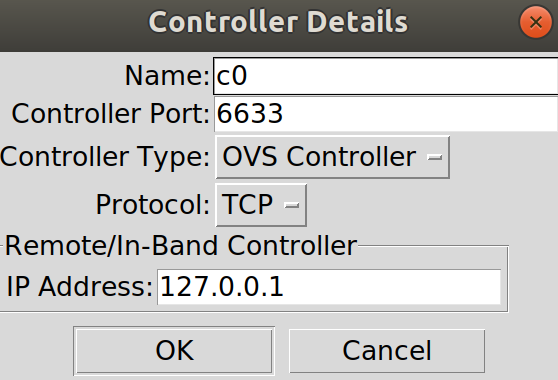 Controller Details
Name: c0
Controller Port: 6633
Controller Type: OVS Controller
Protocol: TCP
Remote/In-Band Controller
IP Address: 127.0.0.1
OK Cancel